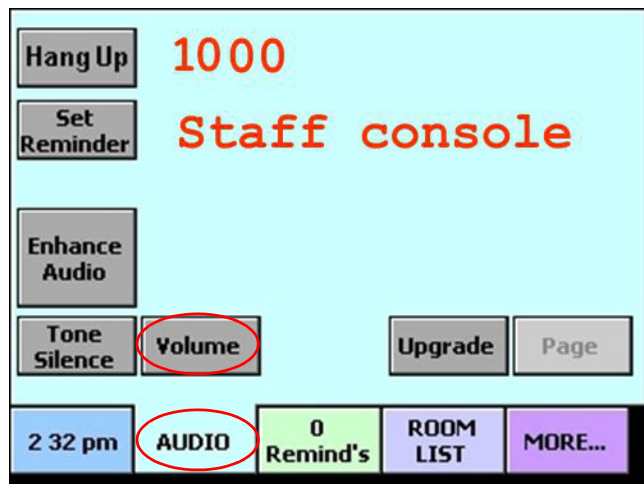 Hang Up
1000
Set
Reminder
Staff console
Enhance
Audio
Tone
Silence
Volume
Upgrade
Page
2 32 pm
AUDIO
0
Remind's
ROOM
LIST
MORE...